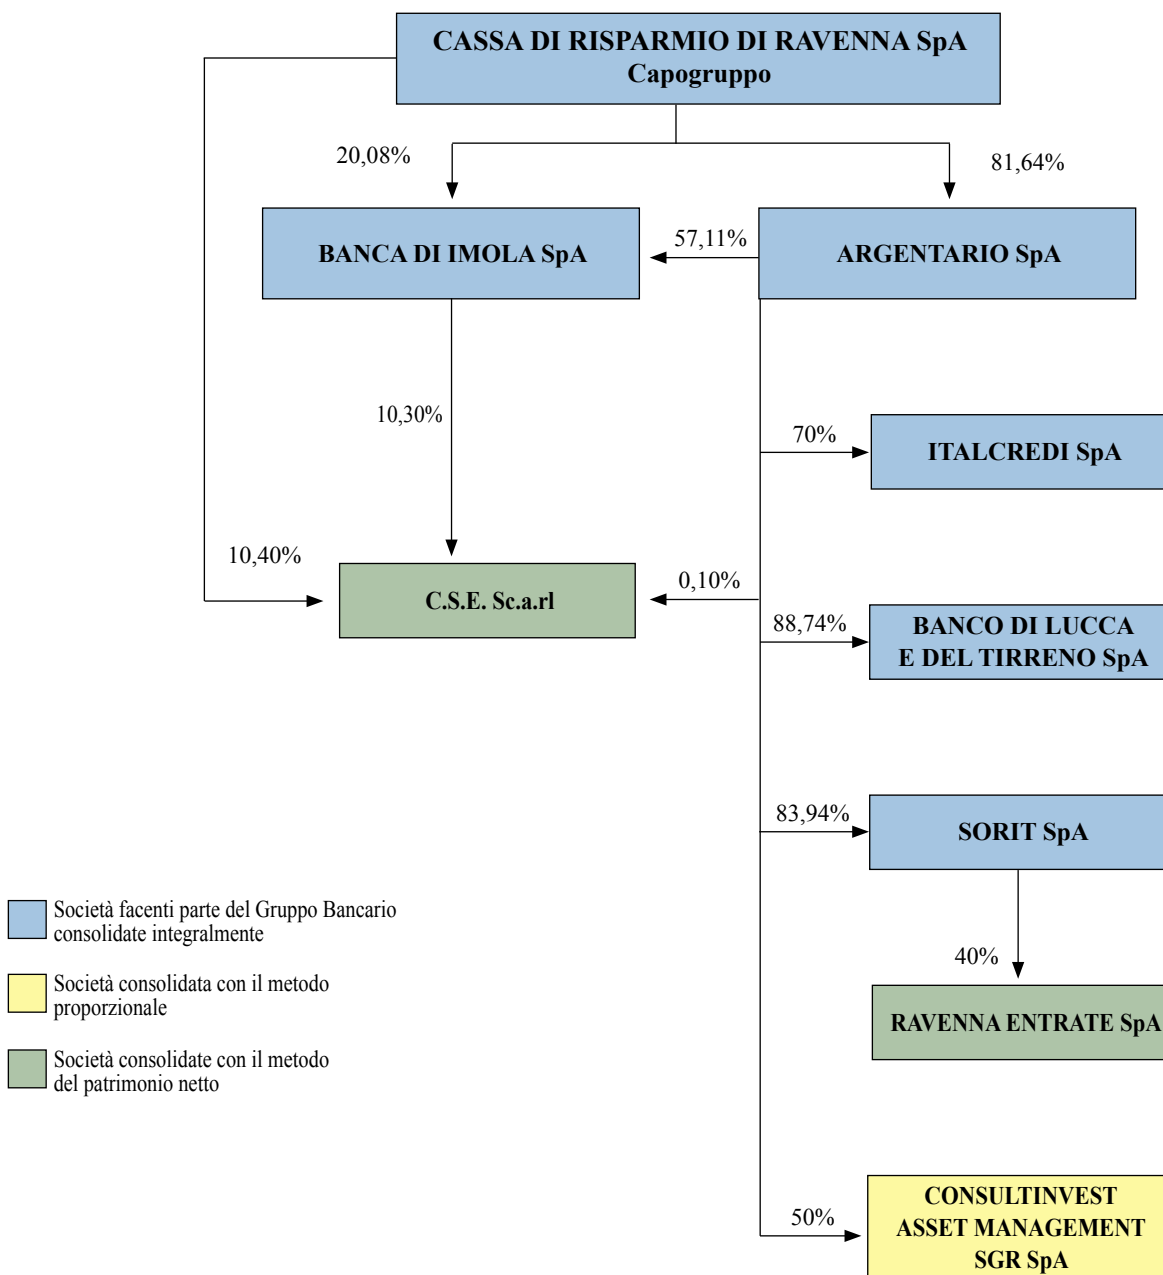 CASSA DI RISPARMIO DI RAVENNA SpA
Capogruppo
20,08%
81,64%
BANCA DI IMOLA SpA
57,11%
ARGENTARIO SpA
10,30%
70%
ITALCREDI SpA
10,40%
C.S.E. Sc.a.rl
0,10%
88,74%
BANCO DI LUCCA
E DEL TIRRENO SpA
83,94%
SORIT SpA
40%
RAVENNA ENTRATE SpA
50%
CONSULTINVEST
ASSET MANAGEMENT
SGR SpA
Società facenti parte del Gruppo Bancario
consolidate integralmente
Società consolidata con il metodo
proporzionale
Società consolidate con il metodo
del patrimonio netto